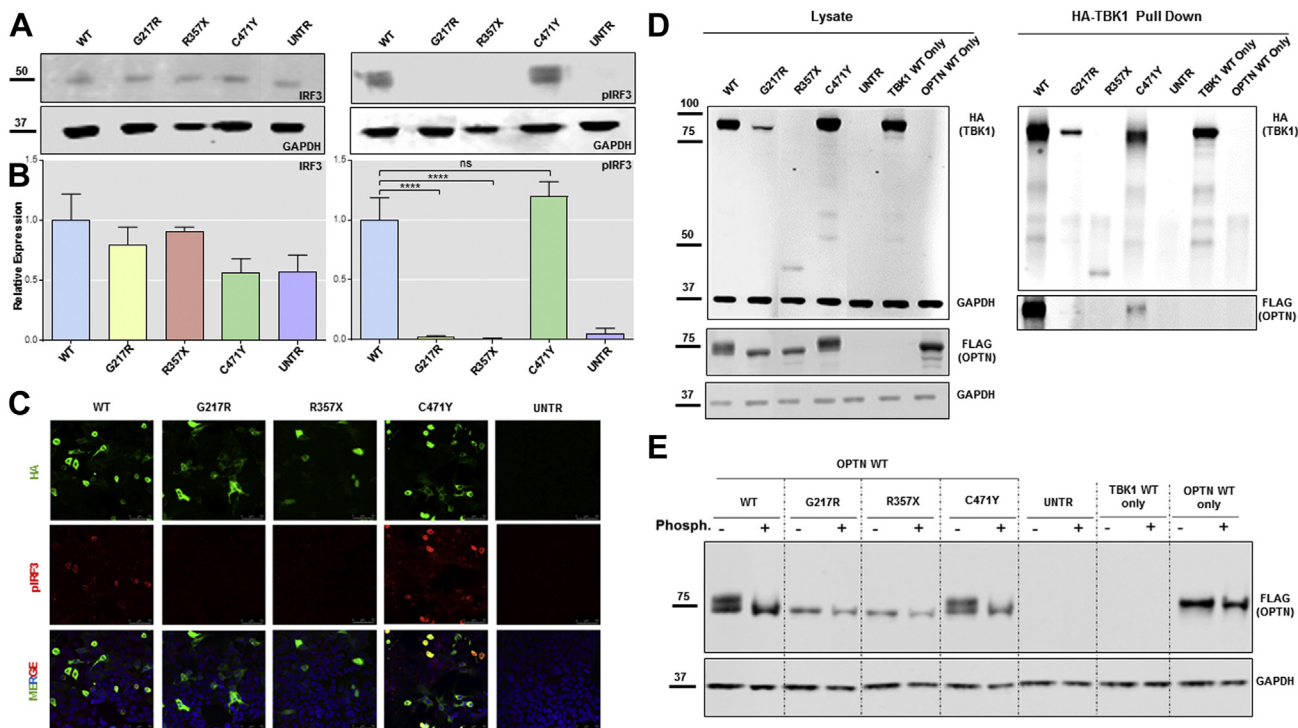 A
WT G217R R357X C471Y UNTR
50
IRF3
37
GAPDH
WT G217R R357X C471Y UNTR
pIRF3
GAPDH
B
Relative Expression
1.5
1.0
0.5
0.0
IRF3
WT G217R R357X C471Y UNTR
1.5
1.0
0.5
0.0
pIRF3
ns
****
****
WT G217R R357X C471Y UNTR
C
WT G217R R357X C471Y UNTR
HA
pIRF3
MERGE
D
Lysate
WT G217R R357X C471Y UNTR TBK1 WT Only OPTN WT Only
100
75
50
37
HA
(TBK1)
GAPDH
75
FLAG
(OPTN)
37
GAPDH
HA-TBK1 Pull Down
WT G217R R357X C471Y UNTR TBK1 WT Only OPTN WT Only
HA
(TBK1)
FLAG
(OPTN)
E
OPTN WT
WT G217R R357X C471Y UNTR TBK1 WT only OPTN WT only
Phosph. - + - + - + - + - + - + - +
75
FLAG
(OPTN)
37
GAPDH